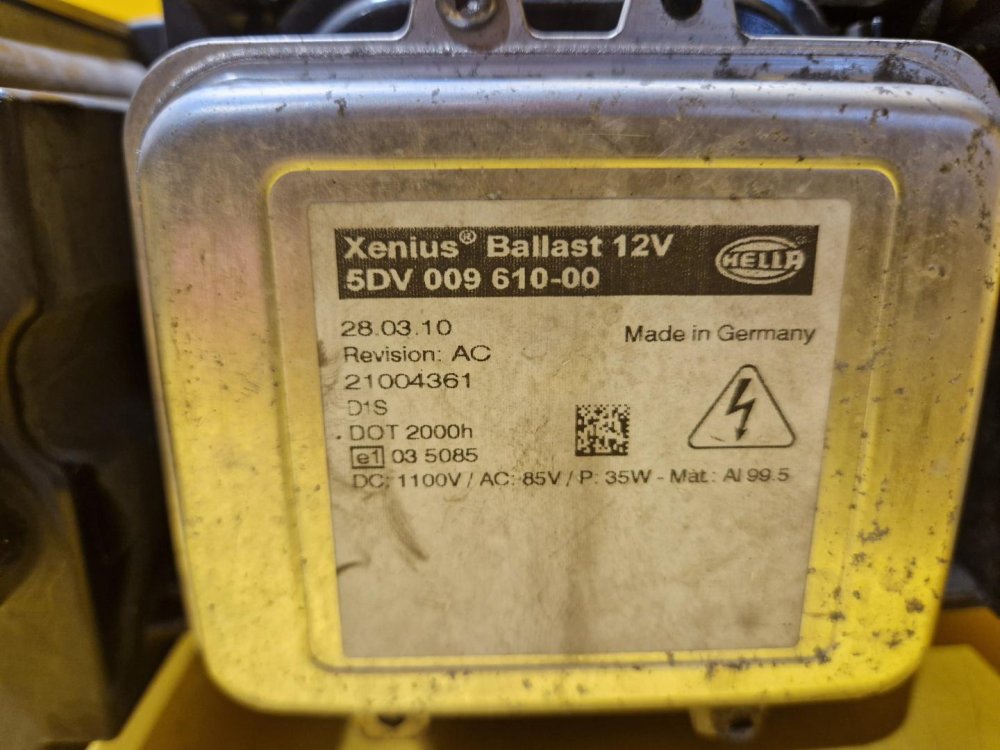 Xenius® Ballast 12V
5DV 009 610-00
HELLA
28.03.10
Made in Germany
Revision: AC
21004361
D1S
DOT 2000h
e1 03 5085
DC: 1100V / AC: 85V / P: 35W - Mat.: Al 99.5